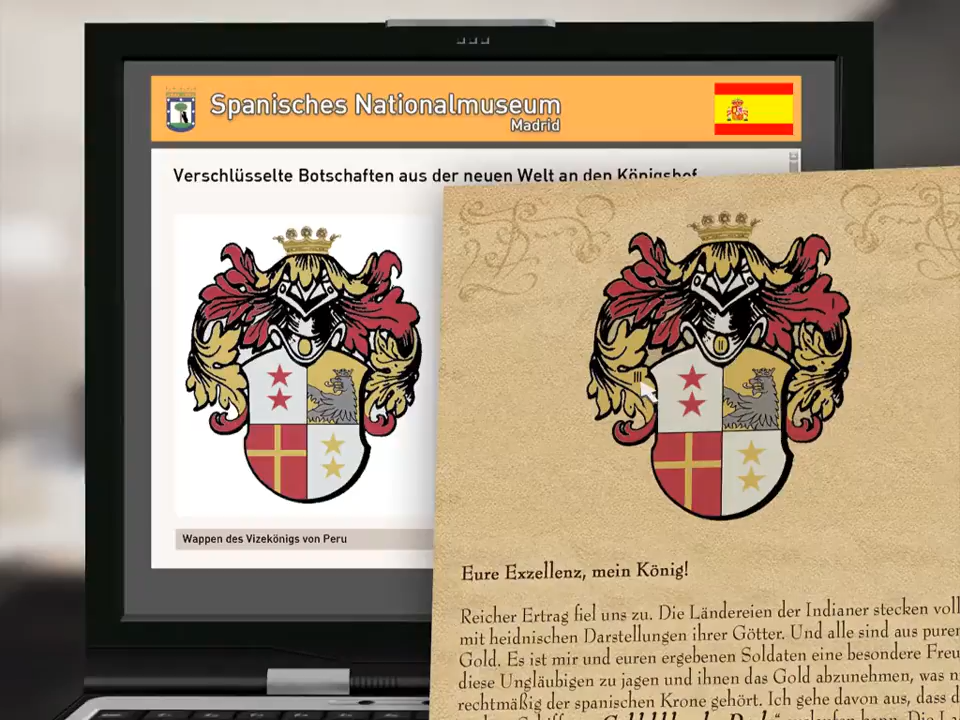 Spanisches Nationalmuseum
Madrid
Verschlüsselte Botschaften aus der neuen Welt an den Königshof
Wappen des Vizekönigs von Peru
Eure Exzellenz, mein König!
Reicher Ertrag fiel uns zu. Die Ländereien der Indianer stecken voll
mit heidnischen Darstellungen ihrer Götter. Und alle sind aus puren
Gold. Es ist mir und euren ergebenen Soldaten eine besondere Freu
diese Ungläubigen zu jagen und ihnen das Gold abzunehmen, was n
rechtmäßig der spanischen Krone gehört. Ich gehe davon aus, dass d